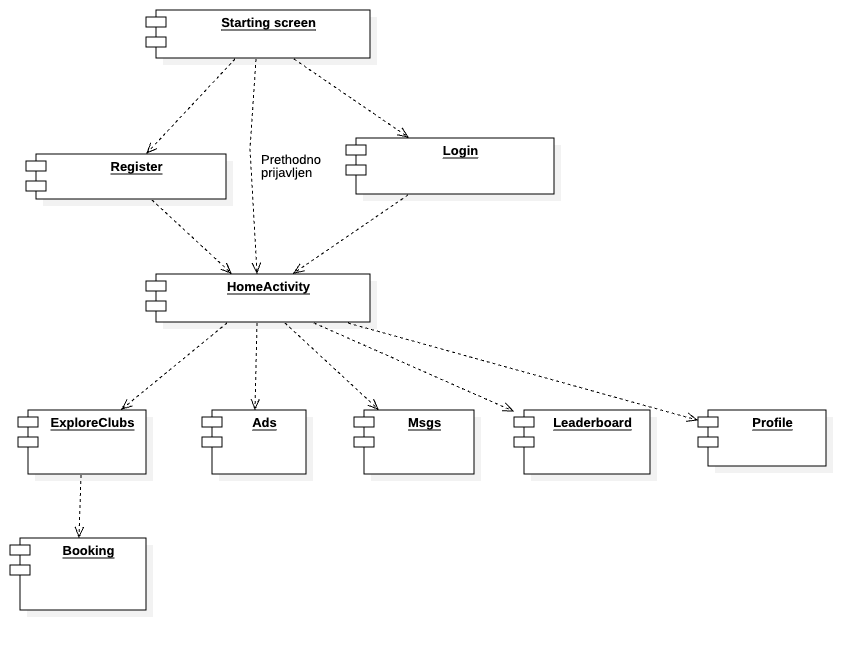 Starting screen
Register
Prethodno
prijavljen
Login
HomeActivity
ExploreClubs
Ads
Msgs
Leaderboard
Profile
Booking